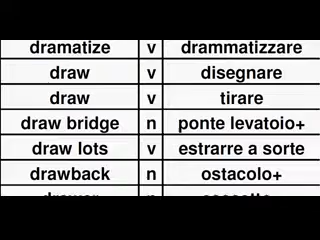 dramatize v drammatizzare
draw v disegnare
draw v tirare
draw bridge n ponte levatoio+
draw lots v estrarre a sorte
drawback n ostacolo+